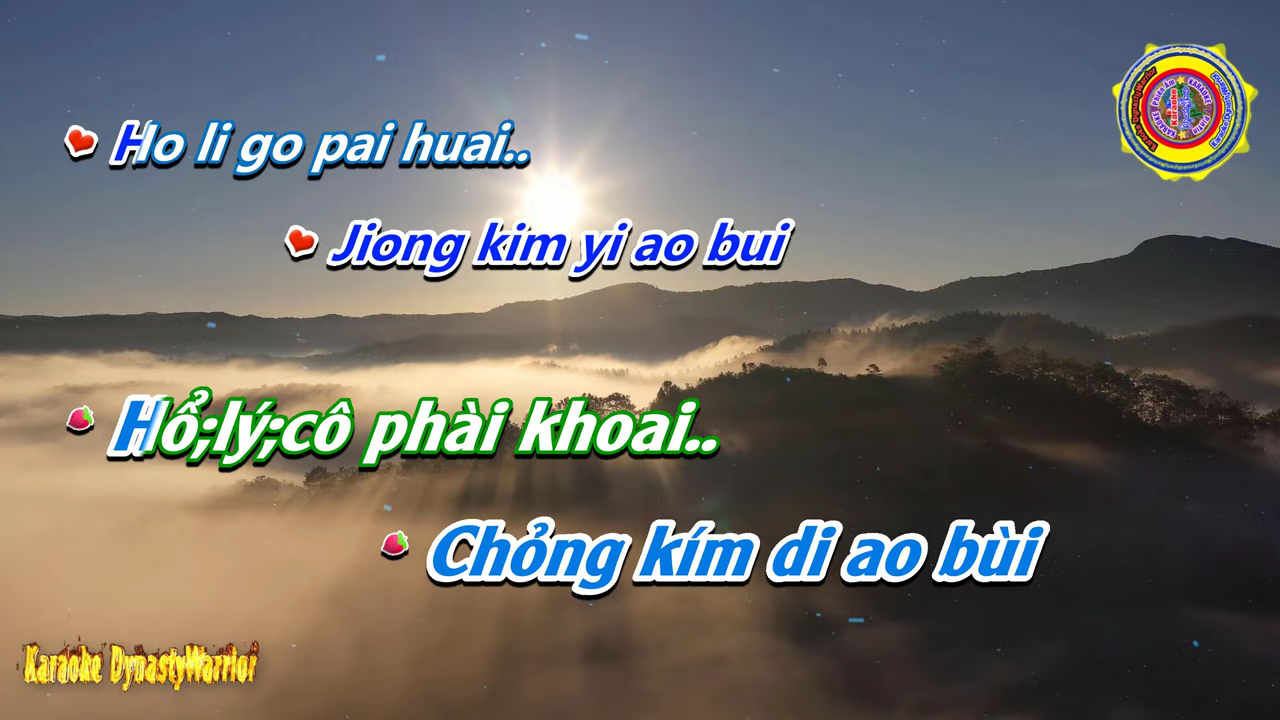 Ho li go pai huai..
Jiong kim yi ao bui
Hổ;lý;cô phài khoai..
Chỏng kím di ao bùi
Karaoke DynastyWarrior